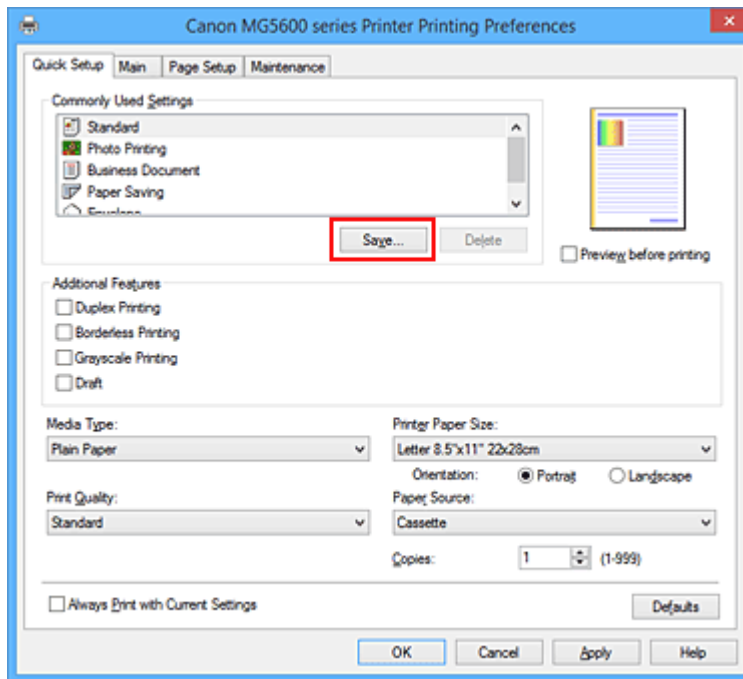 Canon MG5600 series Printer Printing Preferences
Quick Setup Main Page Setup Maintenance
Commonly Used Settings
Standard
Photo Printing
Business Document
Paper Saving
Envelope
Save... Delete
Preview before printing
Additional Features
Duplex Printing
Borderless Printing
Grayscale Printing
Draft
Media Type: Printer Paper Size:
Plain Paper Letter 8.5"x11" 22x28cm
Orientation: Portrait Landscape
Print Quality: Paper Source:
Standard Cassette
Copies: 1 (1-999)
Always Print with Current Settings Defaults
OK Cancel Apply Help